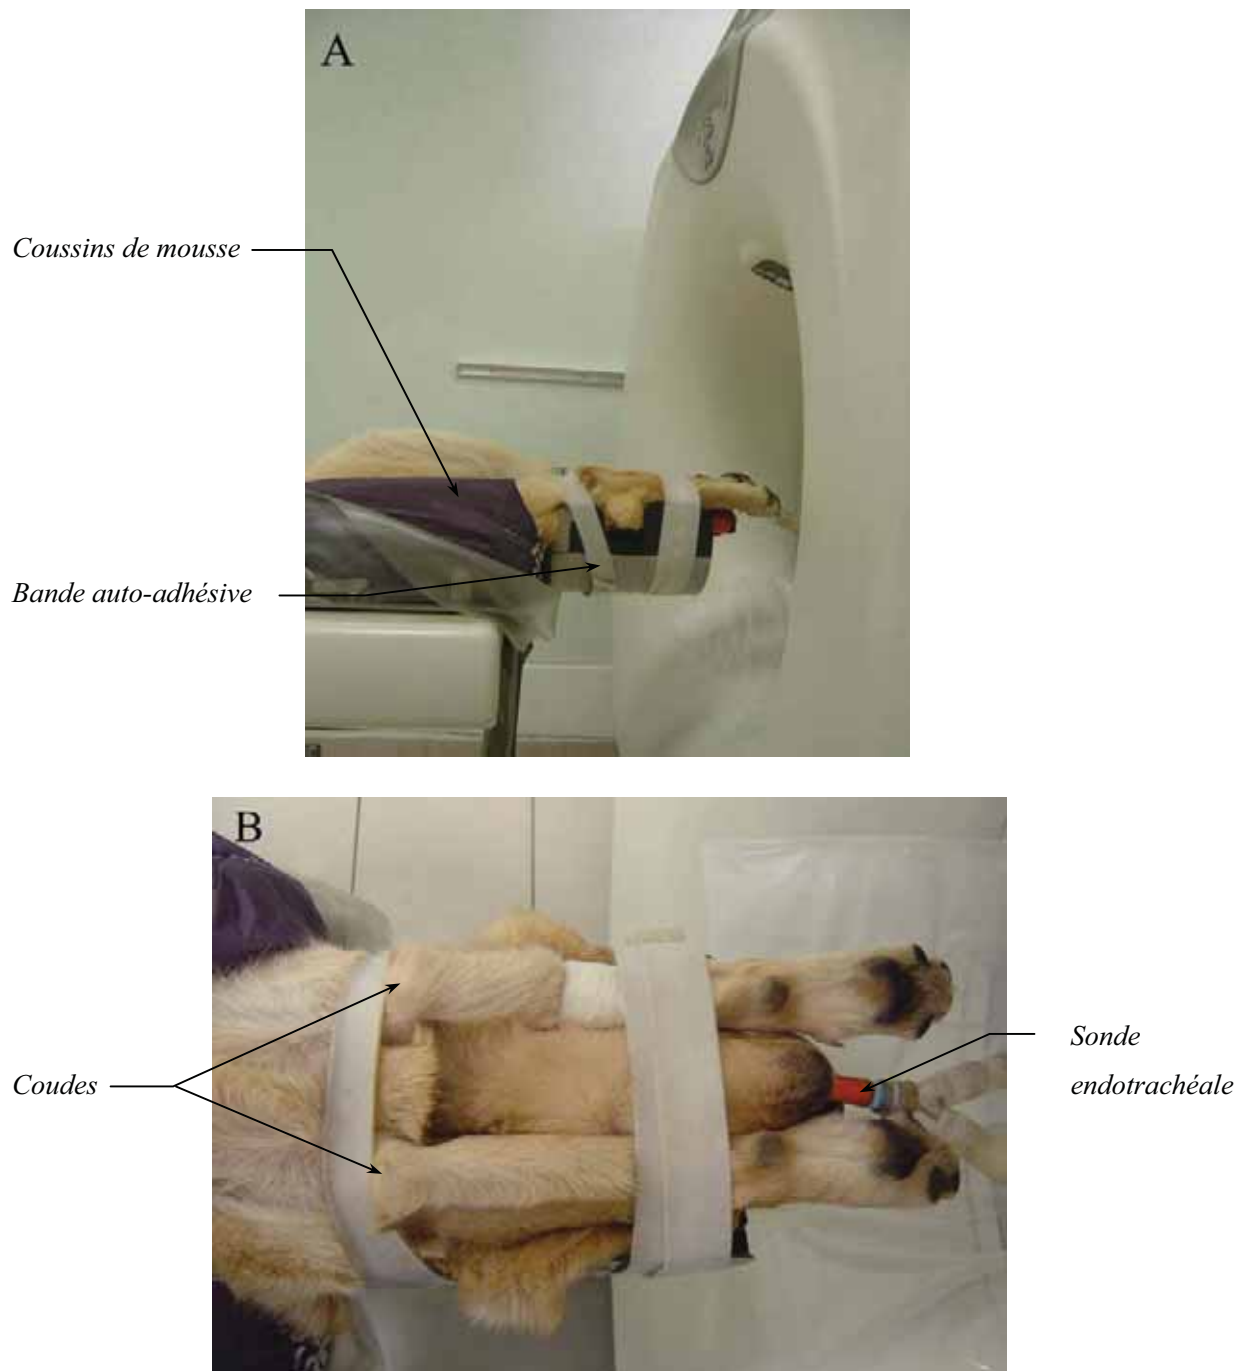 A
Coussins de mousse
Bande auto-adhésive
B
Coudes
Sonde
endotrachéale